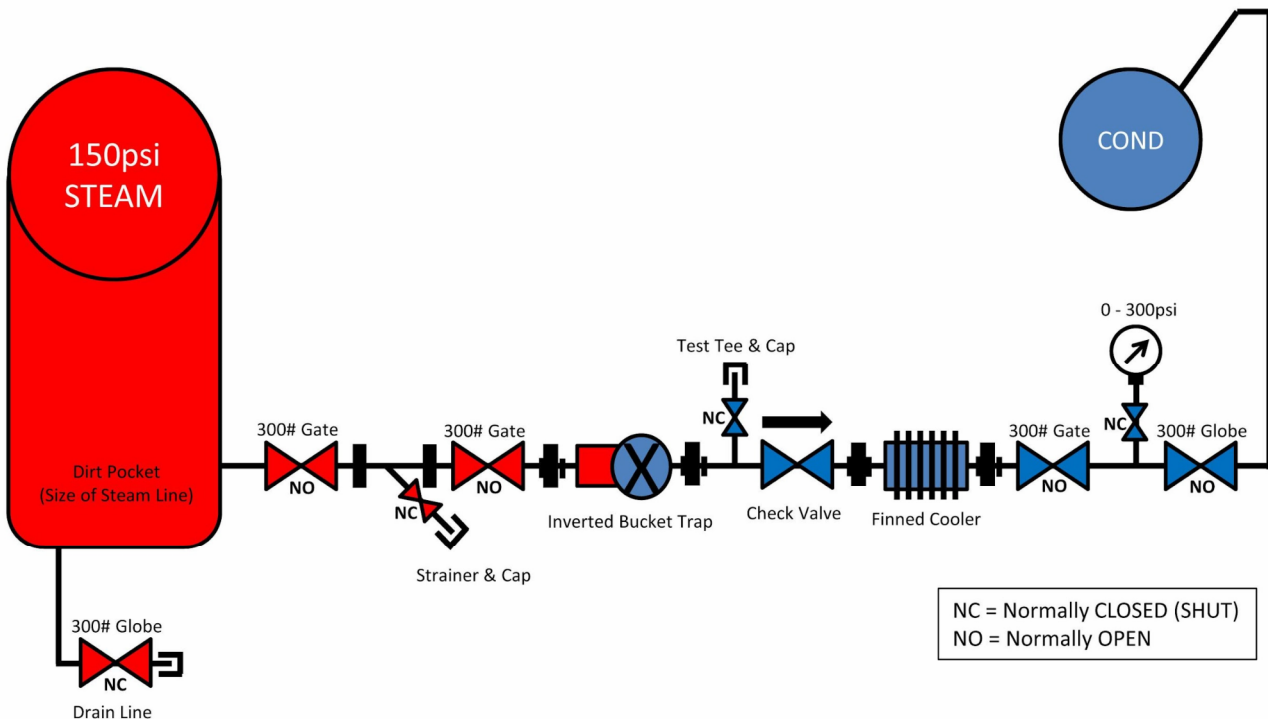 150psi
STEAM
COND
0 - 300psi
Test Tee & Cap
NC
NC
300# Gate
NO
300# Gate
NO
300# Gate
NO
300# Globe
NO
Dirt Pocket
(Size of Steam Line)
NC
Inverted Bucket Trap
Check Valve
Finned Cooler
Strainer & Cap
300# Globe
NC
Drain Line
NC = Normally CLOSED (SHUT)
NO = Normally OPEN